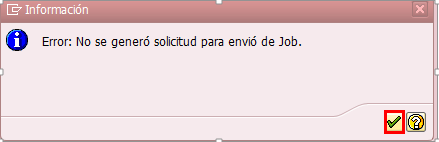 Información
Error: No se generó solicitud para envió de Job.